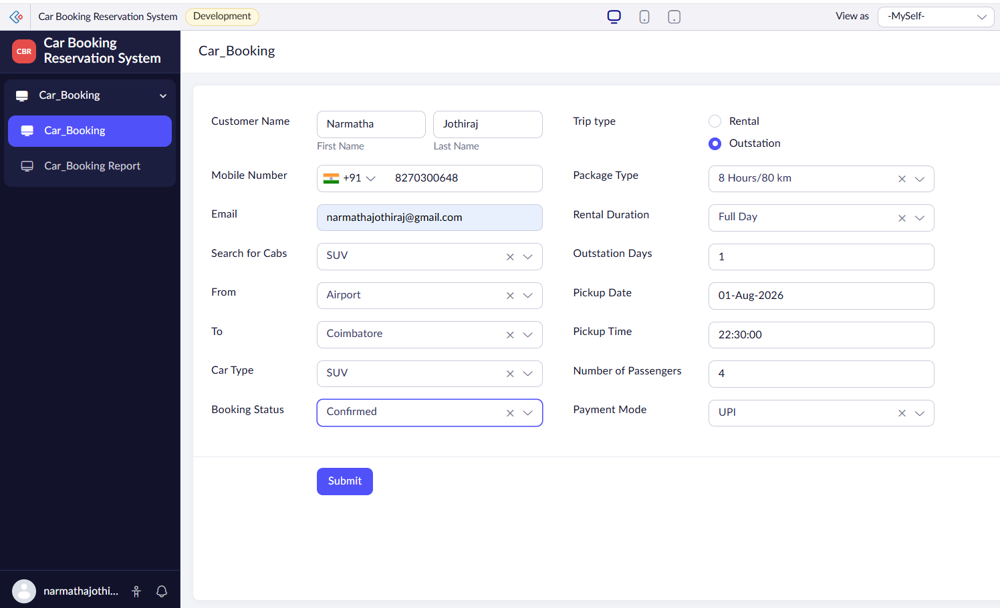 Car Booking Reservation System
Development
View as
-MySelf-
CBR
Car Booking
Reservation System
Car_Booking
Car_Booking
Car_Booking
Car_Booking Report
Customer Name
Narmatha
Jothiraj
First Name
Last Name
Trip type
Rental
Outstation
Mobile Number
+91
8270300648
Package Type
8 Hours/80 km
Email
narmathajothiraj@gmail.com
Rental Duration
Full Day
Search for Cabs
SUV
Outstation Days
1
From
Airport
Pickup Date
01-Aug-2026
To
Coimbatore
Pickup Time
22:30:00
Car Type
SUV
Number of Passengers
4
Booking Status
Confirmed
Payment Mode
UPI
Submit
narmathajothi...